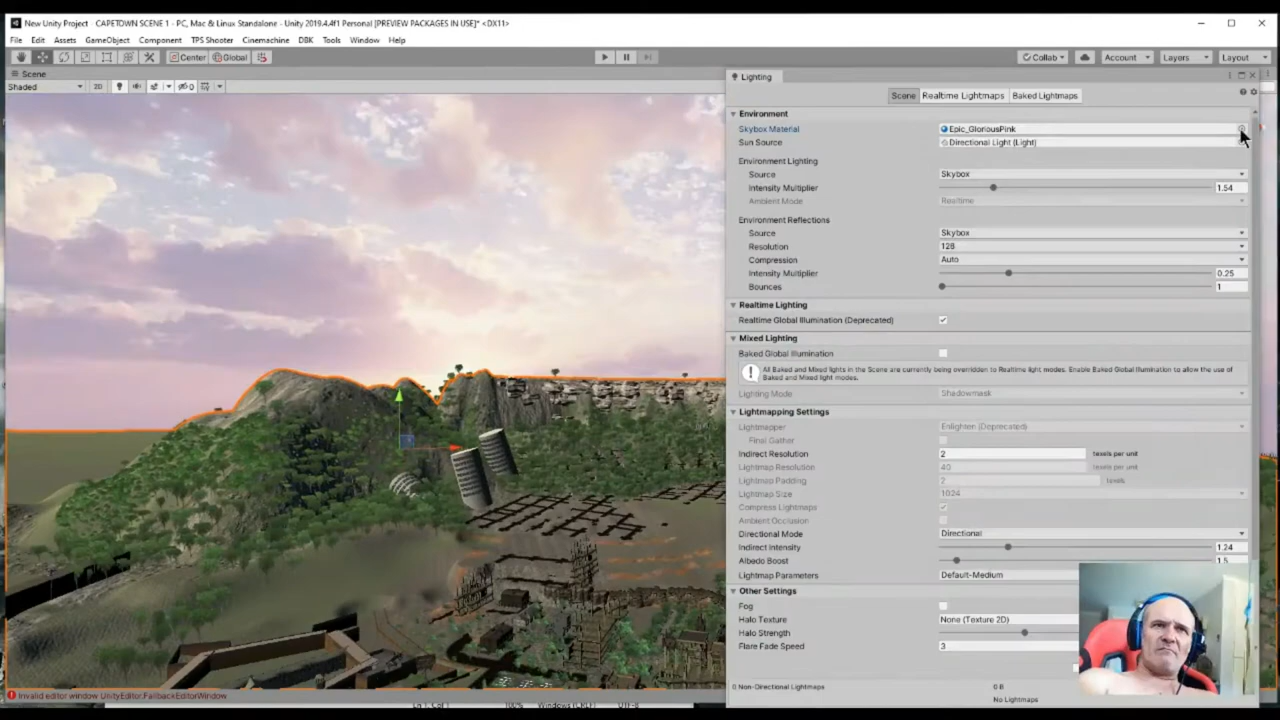 New Unity Project - CAPETOWN SCENE 1 - PC, Mac & Linux Standalone - Unity 2019.4.4f1 Personal [PREVIEW PACKAGES IN USE]* <DX11>
File Edit Assets GameObject Component TPS Shooter Cinemachine DBK Tools Window Help
Center Global Collab Account Layers Layout
Scene
Shaded 2D 0
Lighting
Scene Realtime Lightmaps Baked Lightmaps
Environment
Skybox Material Epic_GloriousPink
Sun Source Directional Light (Light)
Environment Lighting
Source Skybox
Intensity Multiplier 1.54
Ambient Mode Realtime
Environment Reflections
Source Skybox
Resolution 128
Compression Auto
Intensity Multiplier 0.25
Bounces 1
Realtime Lighting
Realtime Global Illumination (Deprecated)
Mixed Lighting
Baked Global Illumination
All Baked and Mixed lights in the Scene are currently being overridden to Realtime light modes. Enable Baked Global Illumination to allow the use of
Baked and Mixed light modes.
Lighting Mode Shadowmask
Lightmapping Settings
Lightmapper Enlighten (Deprecated)
Final Gather
Indirect Resolution 2 texels per unit
Lightmap Resolution 40 texels per unit
Lightmap Padding 2 texels
Lightmap Size 1024
Compress Lightmaps
Ambient Occlusion
Directional Mode Directional
Indirect Intensity 1.24
Albedo Boost 1.5
Lightmap Parameters Default-Medium
Other Settings
Fog
Halo Texture None (Texture 2D)
Halo Strength
Flare Fade Speed 3
0 Non-Directional Lightmaps 0 B
No Lightmaps
Invalid editor window UnityEditor.FallbackEditorWindow
Ln 1, Col 1 100% Windows (CRLF) UTF-8